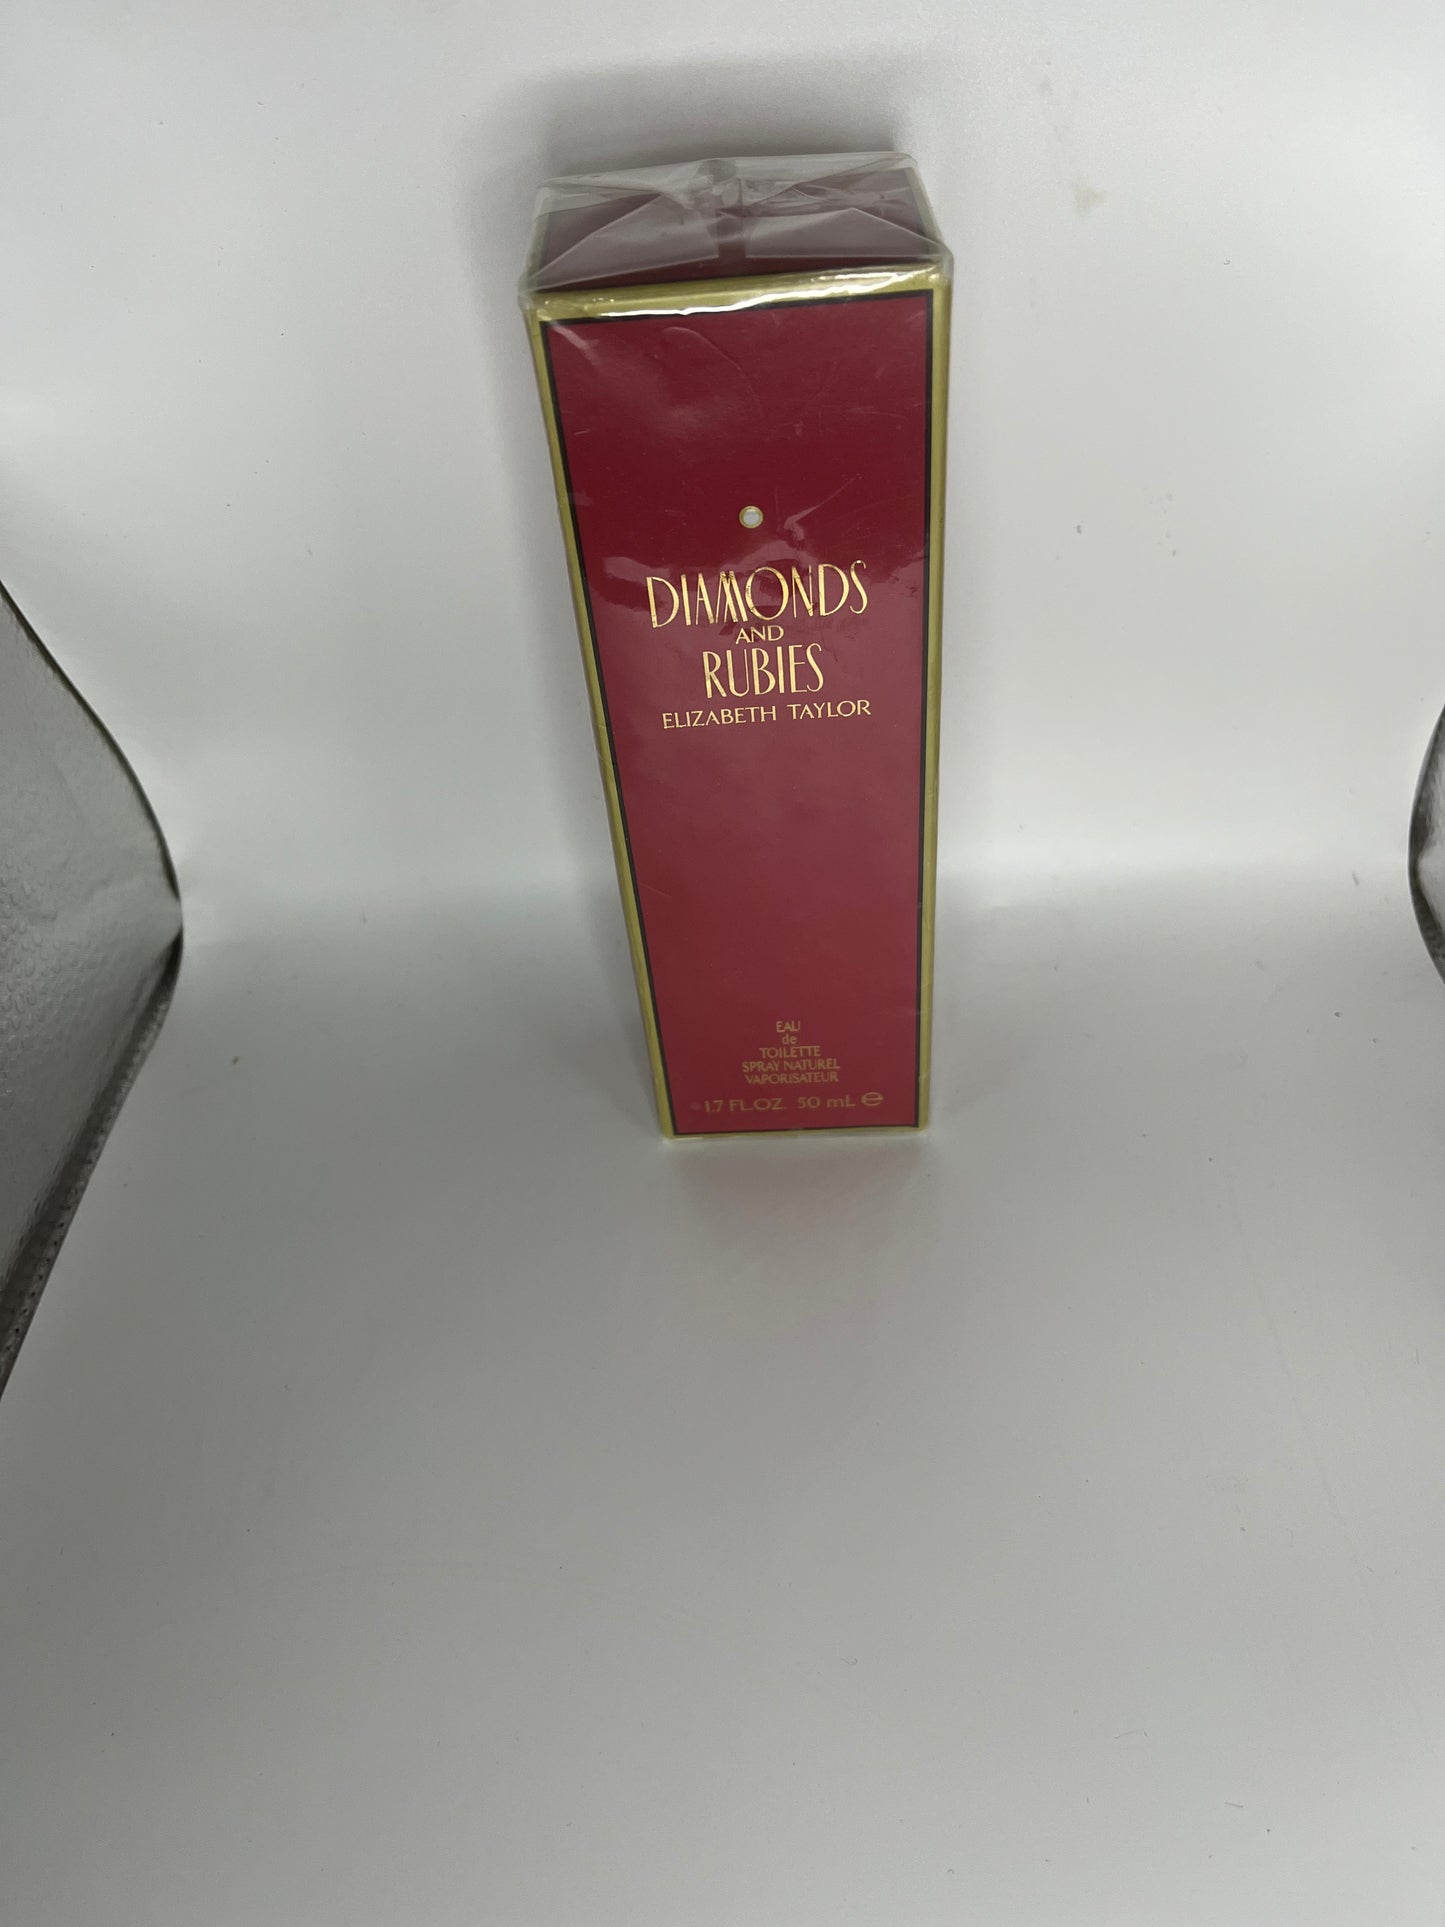 DIAMONDS
AND
RUBIES
ELIZABETH TAYLOR
EAU
de
TOILETTE
SPRAY NATUREL
VAPORISATEUR
1.7 FL.OZ. 50 mL ℮